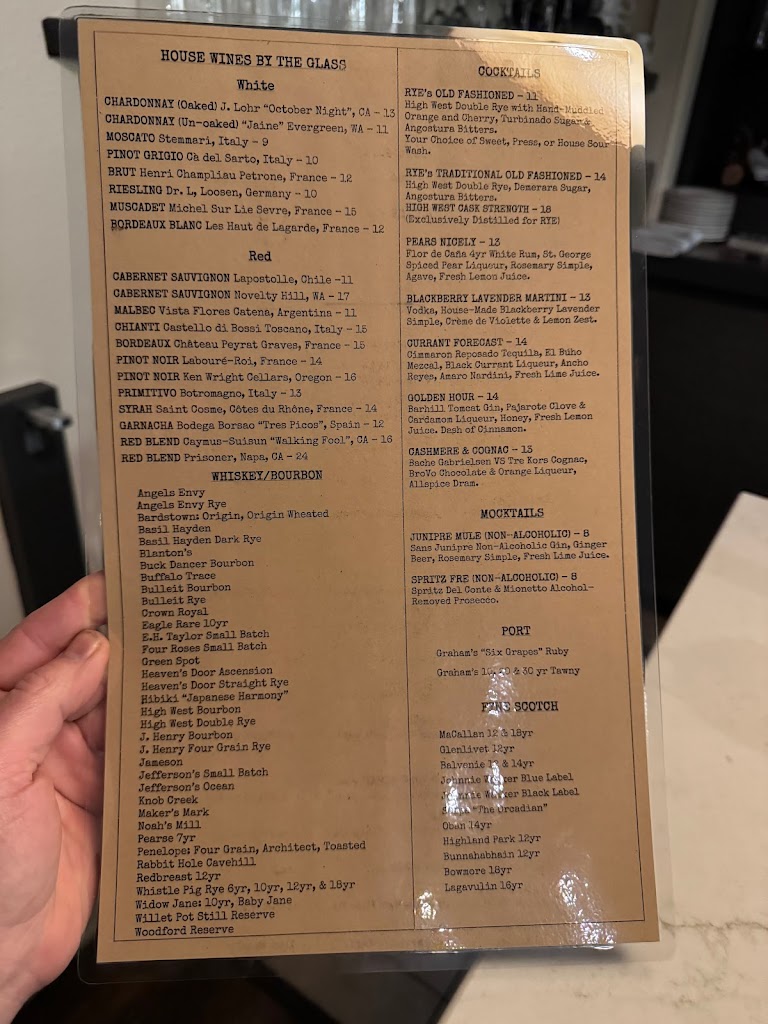 HOUSE WINES BY THE GLASS
White
CHARDONNAY (Oaked) J. Lohr "October Night", CA - 13
CHARDONNAY (Un-oaked) "Jaine" Evergreen, WA - 11
MOSCATO Stemmari, Italy - 9
PINOT GRIGIO Cà del Sarto, Italy - 10
BRUT Henri Champliau Petrone, France - 12
RIESLING Dr. L, Loosen, Germany - 10
MUSCADET Michel Sur Lie Sevre, France - 15
BORDEAUX BLANC Les Haut de Lagarde, France - 12
Red
CABERNET SAUVIGNON Lapostolle, Chile -11
CABERNET SAUVIGNON Novelty Hill, WA - 17
MALBEC Vista Flores Catena, Argentina - 11
CHIANTI Castello di Bossi Toscano, Italy - 15
BORDEAUX Château Peyrat Graves, France - 15
PINOT NOIR Labouré-Roi, France - 14
PINOT NOIR Ken Wright Cellars, Oregon - 16
PRIMITIVO Botromagno, Italy - 13
SYRAH Saint Cosme, Côtes du Rhône, France - 14
GARNACHA Bodega Borsao "Tres Picos", Spain - 12
RED BLEND Caymus-Suisun "Walking Fool", CA - 16
RED BLEND Prisoner, Napa, CA - 24
WHISKEY/BOURBON
Angels Envy
Angels Envy Rye
Bardstown: Origin, Origin Wheated
Basil Hayden
Basil Hayden Dark Rye
Blanton's
Buck Dancer Bourbon
Buffalo Trace
Bulleit Bourbon
Bulleit Rye
Crown Royal
Eagle Rare 10yr
E.H. Taylor Small Batch
Four Roses Small Batch
Green Spot
Heaven's Door Ascension
Heaven's Door Straight Rye
Hibiki "Japanese Harmony"
High West Bourbon
High West Double Rye
J. Henry Bourbon
J. Henry Four Grain Rye
Jameson
Jefferson's Small Batch
Jefferson's Ocean
Knob Creek
Maker's Mark
Noah's Mill
Pearse 7yr
Penelope: Four Grain, Architect, Toasted
Rabbit Hole Cavehill
Redbreast 12yr
Whistle Pig Rye 6yr, 10yr, 12yr, & 18yr
Widow Jane: 10yr, Baby Jane
Willet Pot Still Reserve
Woodford Reserve
COCKTAILS
RYE's OLD FASHIONED - 11
High West Double Rye with Hand-Muddled
Orange and Cherry, Turbinado Sugar &
Angostura Bitters.
Your Choice of Sweet, Press, or House Sour
Wash.
RYE's TRADITIONAL OLD FASHIONED - 14
High West Double Rye, Demerara Sugar,
Angostura Bitters.
HIGH WEST CASK STRENGTH - 18
(Exclusively Distilled for RYE)
PEARS NICELY - 13
Flor de Caña 4yr White Rum, St. George
Spiced Pear Liqueur, Rosemary Simple,
Agave, Fresh Lemon Juice.
BLACKBERRY LAVENDER MARTINI - 13
Vodka, House-Made Blackberry Lavender
Simple, Crème de Violette & Lemon Zest.
CURRANT FORECAST - 14
Cimmaron Reposado Tequila, El Búho
Mezcal, Black Currant Liqueur, Ancho
Reyes, Amaro Nardini, Fresh Lime Juice.
GOLDEN HOUR - 14
Barhill Tomcat Gin, Pajarote Clove &
Cardamom Liqueur, Honey, Fresh Lemon
Juice. Dash of Cinnamon.
CASHMERE & COGNAC - 13
Bache Gabrielsen VS Tre Kors Cognac,
BroVo Chocolate & Orange Liqueur,
Allspice Dram.
MOCKTAILS
JUNIPRE MULE (NON-ALCOHOLIC) - 8
Sans Junipre Non-Alcoholic Gin, Ginger
Beer, Rosemary Simple, Fresh Lime Juice.
SPRITZ FRE (NON-ALCOHOLIC) - 8
Spritz Del Conte & Mionetto Alcohol-
Removed Prosecco.
PORT
Graham's "Six Grapes" Ruby
Graham's 10, 20 & 30 yr Tawny
SCOTCH
MaCallan 12 & 18yr
Glenlivet 12yr
Balvenie 12 & 14yr
Johnnie Walker Blue Label
Johnnie Walker Black Label
"The Orcadian"
Oban 14yr
Highland Park 12yr
Bunnahabhain 12yr
Bowmore 18yr
Lagavulin 16yr